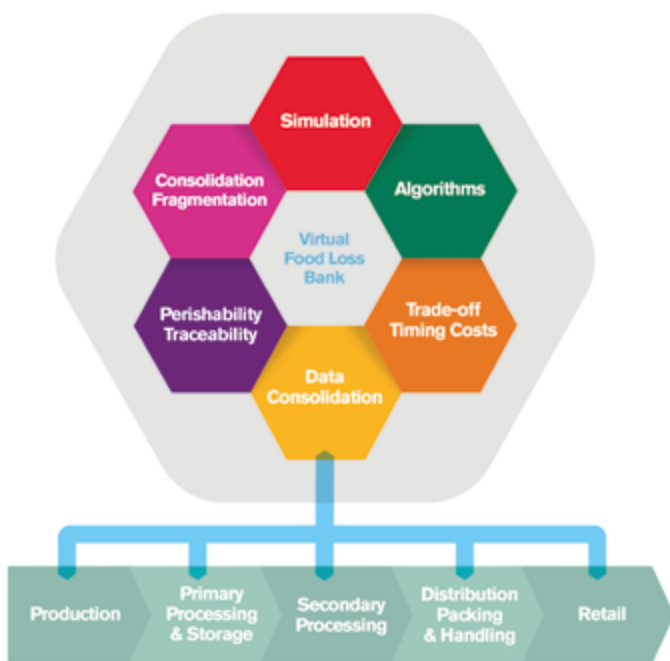 Simulation
Consolidation
Fragmentation
Algorithms
Virtual
Food Loss
Bank
Perishability
Traceability
Trade-off
Timing Costs
Data
Consolidation
Production
Primary
Processing
& Storage
Secondary
Processing
Distribution
Packing
& Handling
Retail